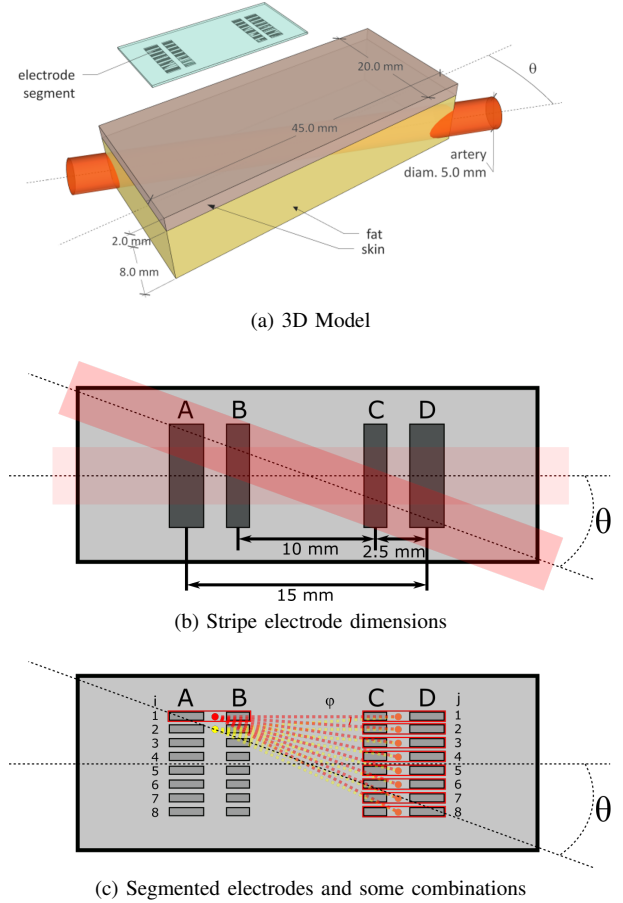 electrode
segment
20.0 mm
θ
45.0 mm
artery
diam. 5.0 mm
2.0 mm
fat
skin
8.0 mm
(a) 3D Model
A B C D
θ
10 mm
2.5 mm
15 mm
(b) Stripe electrode dimensions
i A B φ C D j
1 1
2 2
3 3
4 4
5 5
6 6
7 7
8 8
θ
(c) Segmented electrodes and some combinations